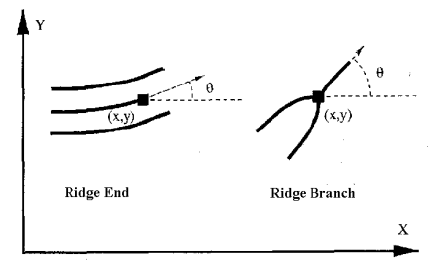 Y
θ
θ
(x,y)
(x,y)
Ridge End
Ridge Branch
X